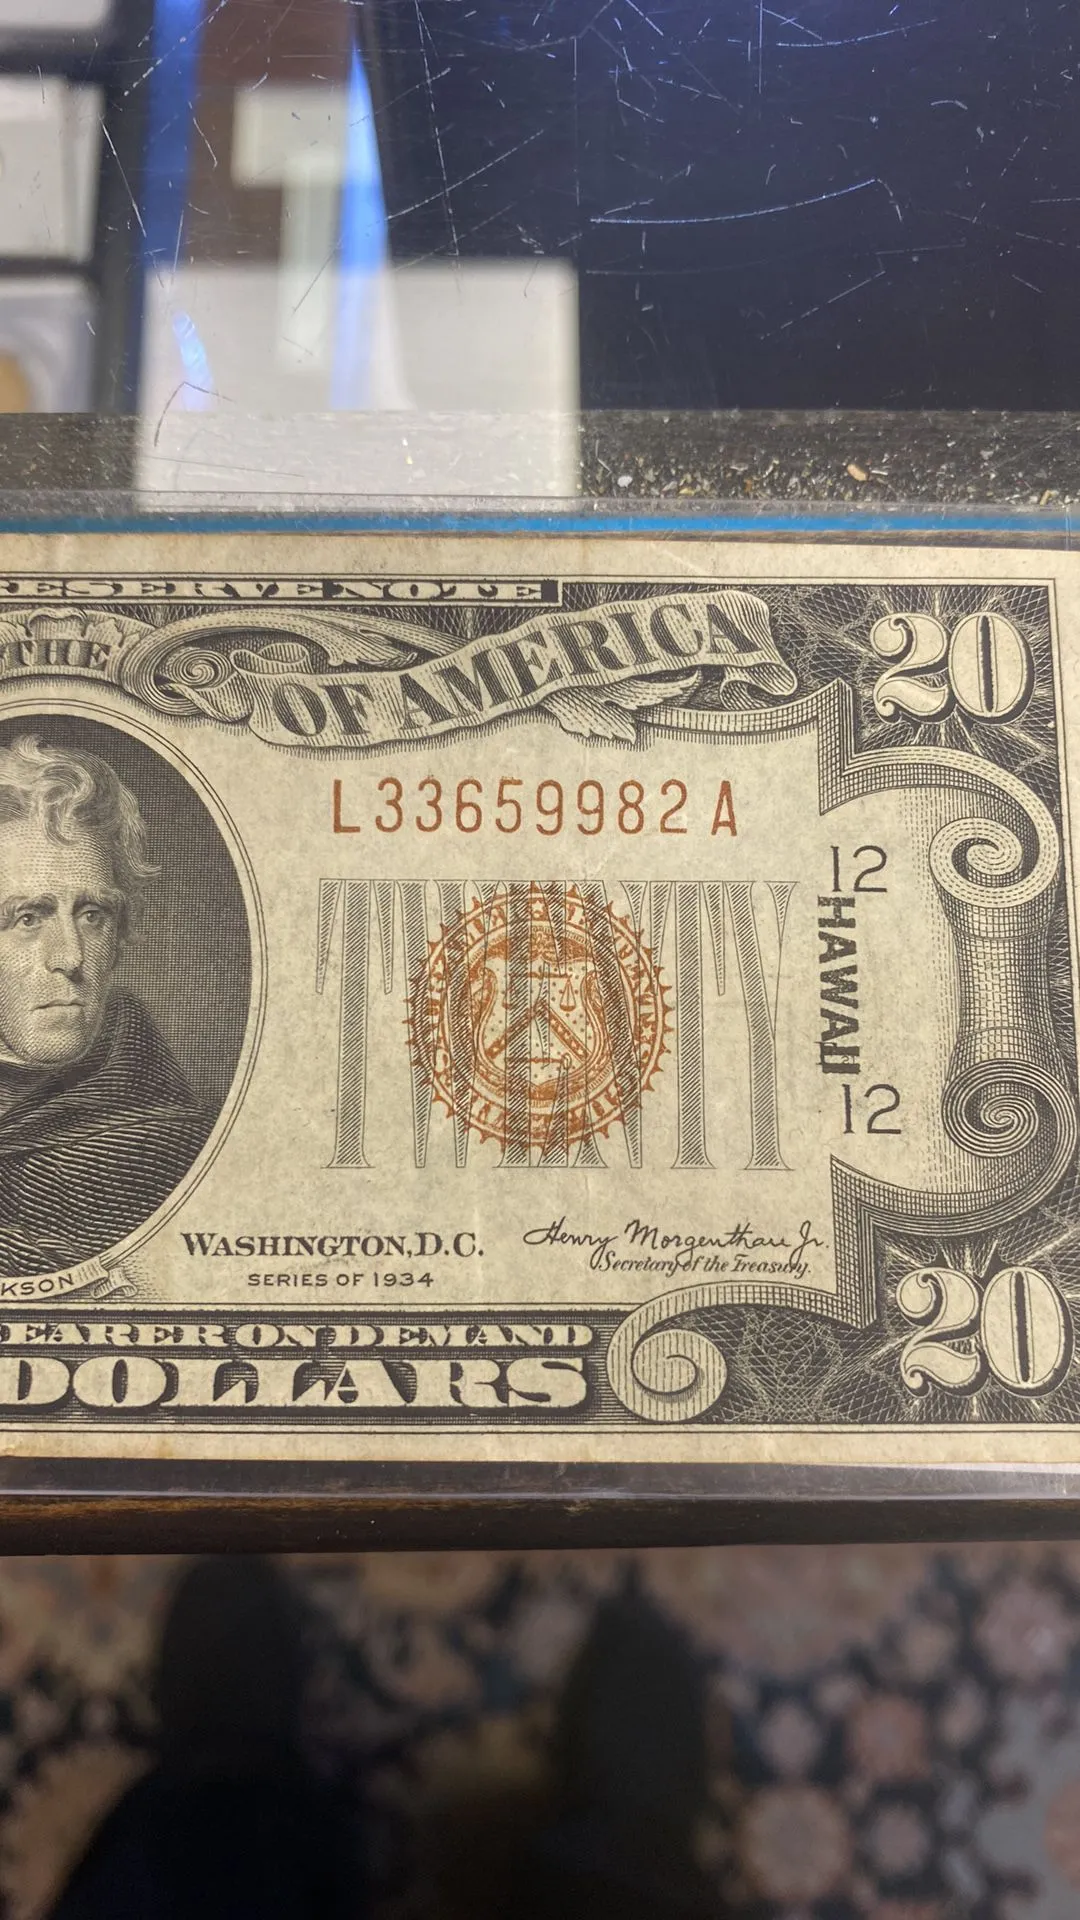 RESERVE NOTE
THE
OF AMERICA
20
L33659982A
12
HAWAII
TWENTY
12
WASHINGTON, D.C.
Henry Morgenthau Jr.
Secretary of the Treasury.
SERIES OF 1934
KSON
20
EARER ON DEMAND
DOLLARS